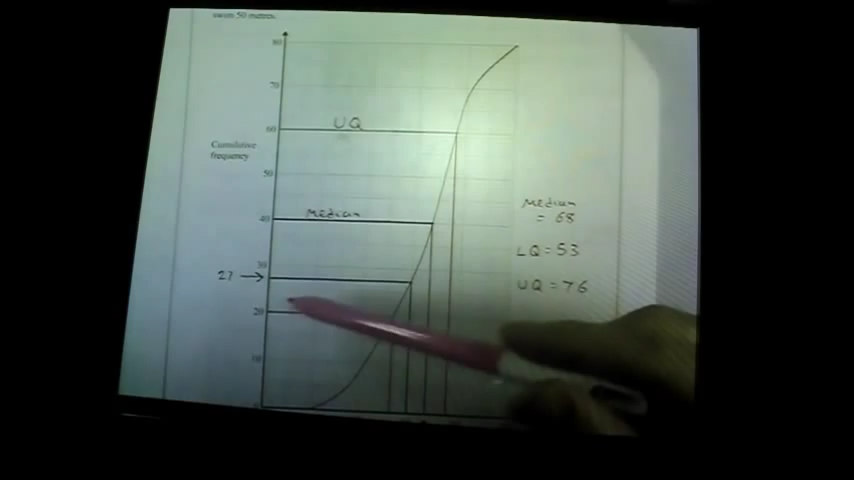 swim 50 metres.
80
70
UQ
60
Cumulative
frequency
50
Median
= 68
Median
40
LQ = 53
30
27
UQ = 76
20
10